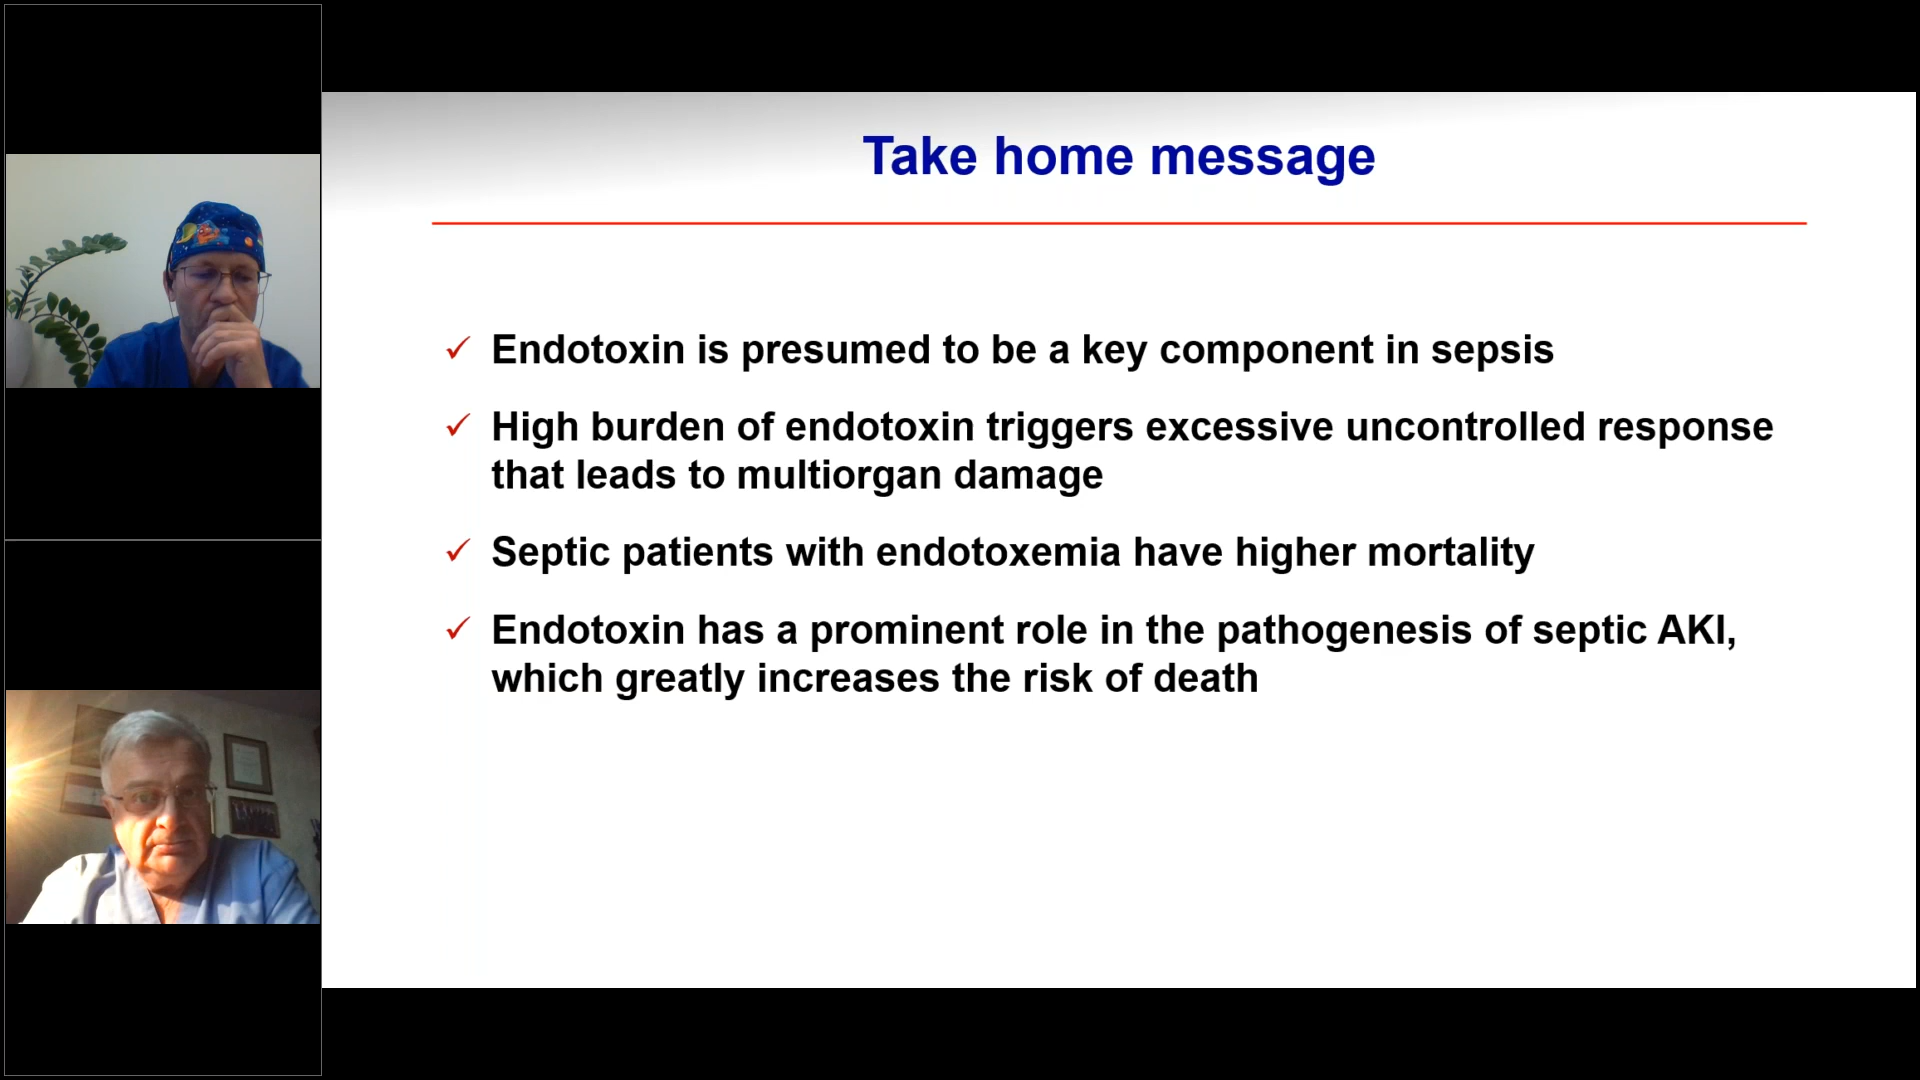 Take home message
✓ Endotoxin is presumed to be a key component in sepsis
✓ High burden of endotoxin triggers excessive uncontrolled response
that leads to multiorgan damage
✓ Septic patients with endotoxemia have higher mortality
✓ Endotoxin has a prominent role in the pathogenesis of septic AKI,
which greatly increases the risk of death